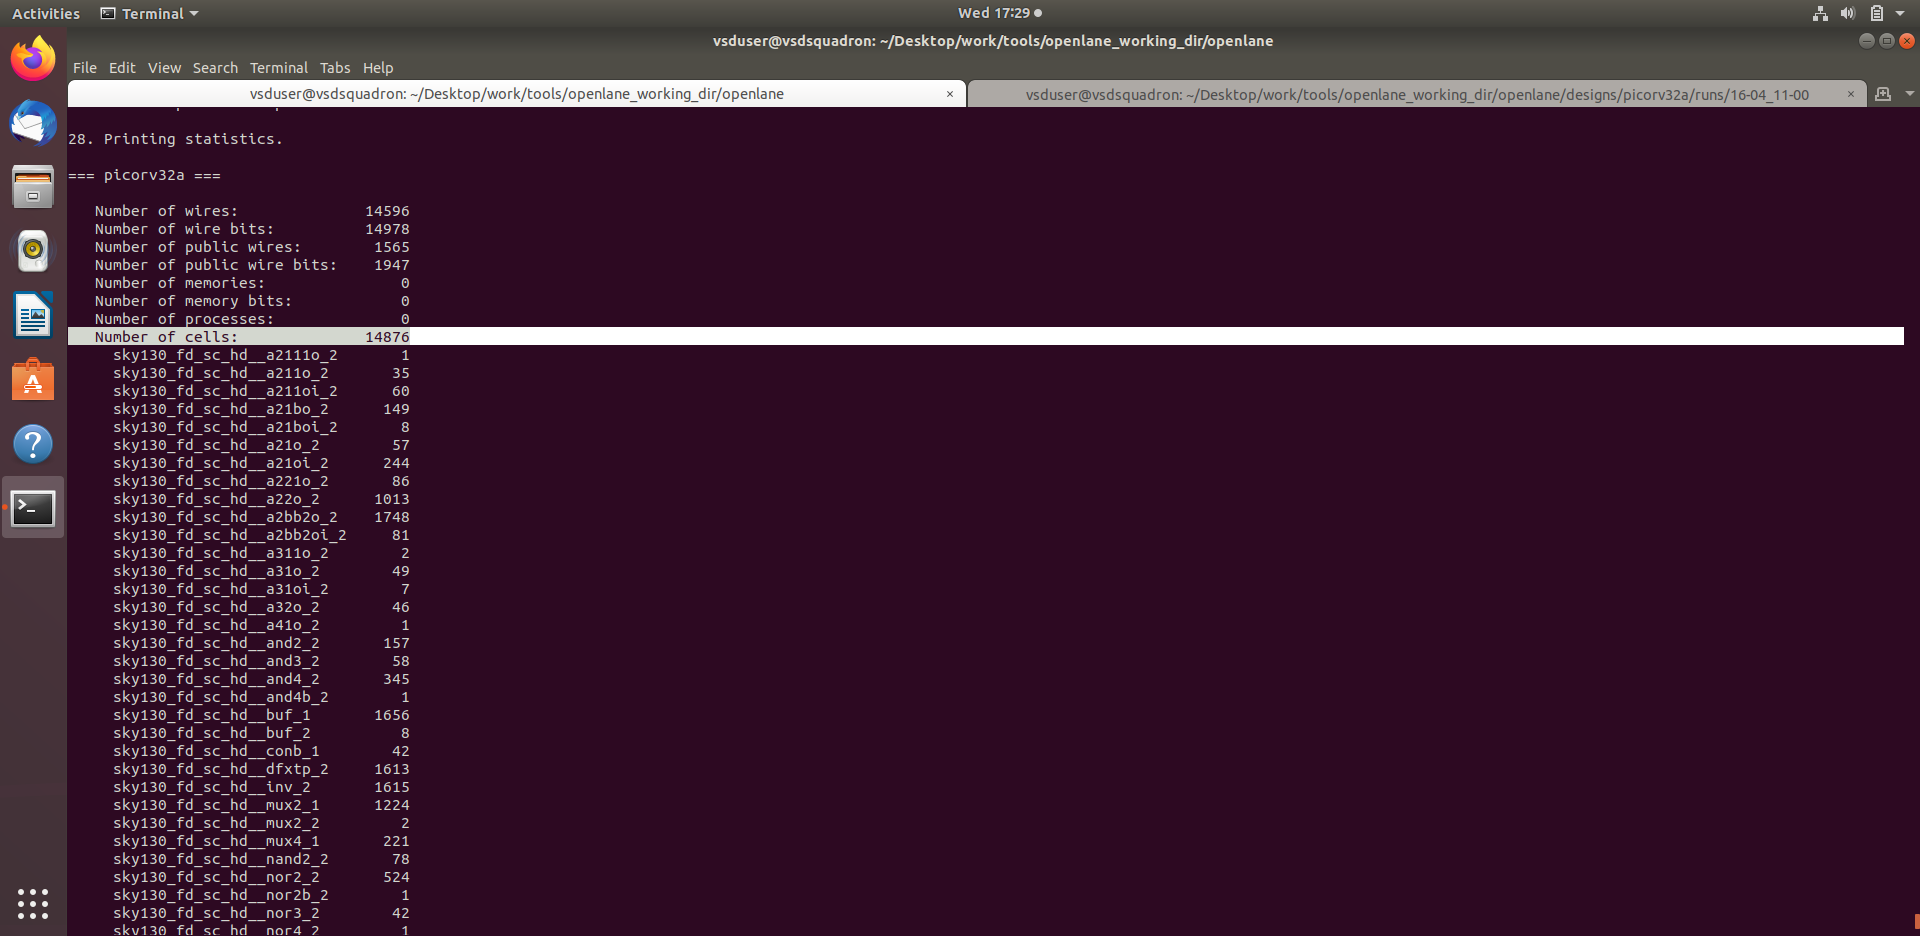 Activities Terminal Wed 17:29
vsduser@vsdsquadron: ~/Desktop/work/tools/openlane_working_dir/openlane
File Edit View Search Terminal Tabs Help
vsduser@vsdsquadron: ~/Desktop/work/tools/openlane_working_dir/openlane × vsduser@vsdsquadron: ~/Desktop/work/tools/openlane_working_dir/openlane/designs/picorv32a/runs/16-04_11-00 ×
28. Printing statistics.
=== picorv32a ===
Number of wires: 14596
Number of wire bits: 14978
Number of public wires: 1565
Number of public wire bits: 1947
Number of memories: 0
Number of memory bits: 0
Number of processes: 0
Number of cells: 14876
sky130_fd_sc_hd__a2111o_2 1
sky130_fd_sc_hd__a211o_2 35
sky130_fd_sc_hd__a211oi_2 60
sky130_fd_sc_hd__a21bo_2 149
sky130_fd_sc_hd__a21boi_2 8
sky130_fd_sc_hd__a21o_2 57
sky130_fd_sc_hd__a21oi_2 244
sky130_fd_sc_hd__a221o_2 86
sky130_fd_sc_hd__a22o_2 1013
sky130_fd_sc_hd__a2bb2o_2 1748
sky130_fd_sc_hd__a2bb2oi_2 81
sky130_fd_sc_hd__a311o_2 2
sky130_fd_sc_hd__a31o_2 49
sky130_fd_sc_hd__a31oi_2 7
sky130_fd_sc_hd__a32o_2 46
sky130_fd_sc_hd__a41o_2 1
sky130_fd_sc_hd__and2_2 157
sky130_fd_sc_hd__and3_2 58
sky130_fd_sc_hd__and4_2 345
sky130_fd_sc_hd__and4b_2 1
sky130_fd_sc_hd__buf_1 1656
sky130_fd_sc_hd__buf_2 8
sky130_fd_sc_hd__conb_1 42
sky130_fd_sc_hd__dfxtp_2 1613
sky130_fd_sc_hd__inv_2 1615
sky130_fd_sc_hd__mux2_1 1224
sky130_fd_sc_hd__mux2_2 2
sky130_fd_sc_hd__mux4_1 221
sky130_fd_sc_hd__nand2_2 78
sky130_fd_sc_hd__nor2_2 524
sky130_fd_sc_hd__nor2b_2 1
sky130_fd_sc_hd__nor3_2 42
sky130_fd_sc_hd__nor4_2 1